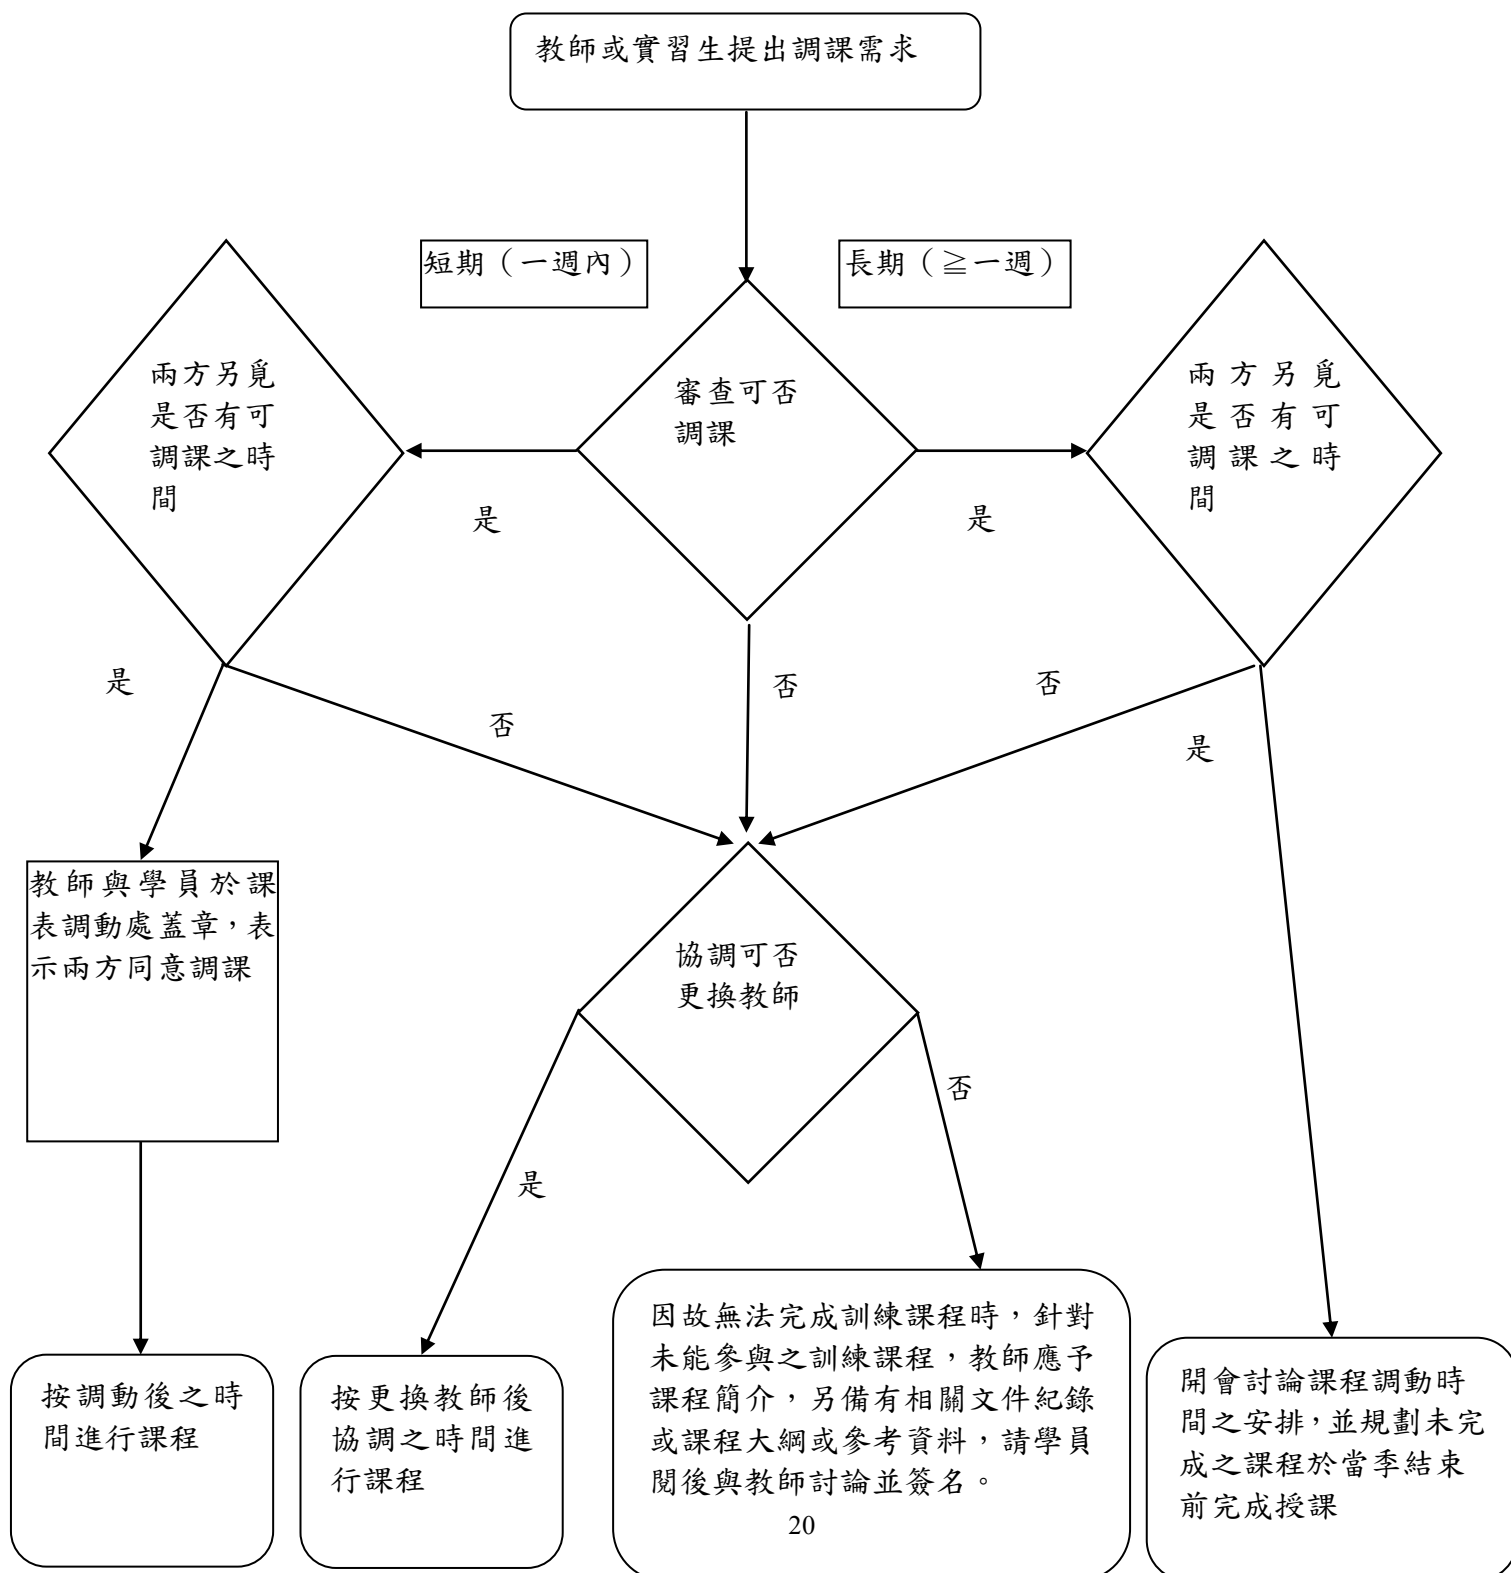 教師或實習生提出調課需求
短期（一週內）
長期（≧一週）
兩方另覓
是否有可
調課之時
間
審查可否
調課
兩方另覓
是否有可
調課之時
間
是
是
是
否
否
否
是
教師與學員於課
表調動處蓋章，表
示兩方同意調課
協調可否
更換教師
否
是
按調動後之時
間進行課程
按更換教師後
協調之時間進
行課程
因故無法完成訓練課程時，針對
未能參與之訓練課程，教師應予
課程簡介，另備有相關文件紀錄
或課程大綱或參考資料，請學員
閱後與教師討論並簽名。
開會討論課程調動時
間之安排，並規劃未完
成之課程於當季結束
前完成授課
20